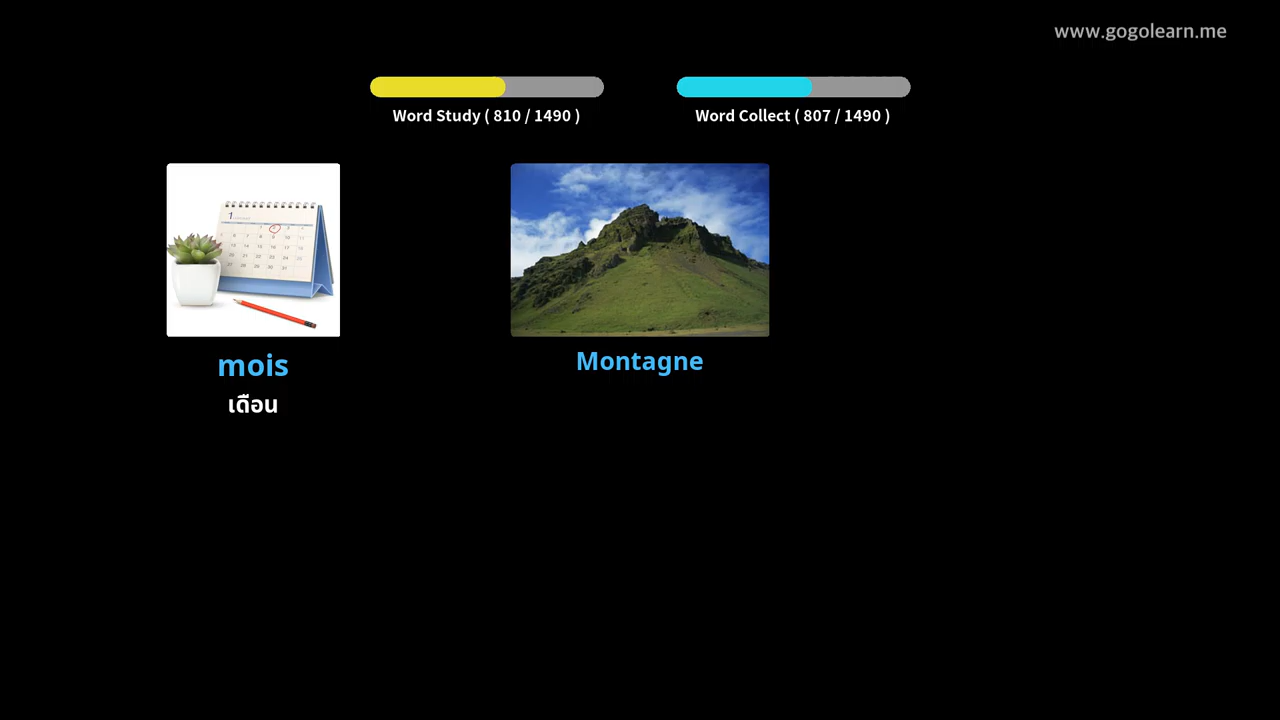 www.gogolearn.me
Word Study ( 810 / 1490 )
Word Collect ( 807 / 1490 )
mois
เดือน
Montagne